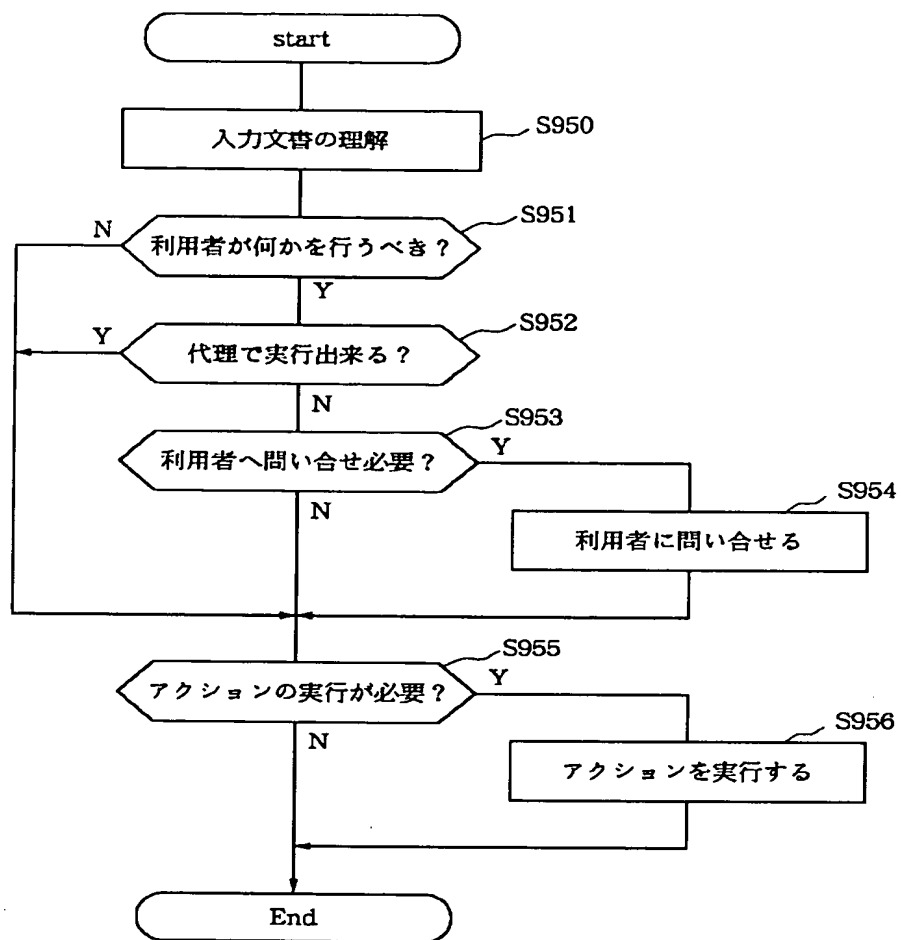 start
入力文書の理解
S950
利用者が何かを行うべき？
S951
N
Y
代理で実行出来る？
S952
Y
N
利用者へ問い合せ必要？
S953
Y
N
利用者に問い合せる
S954
アクションの実行が必要？
S955
Y
N
アクションを実行する
S956
End